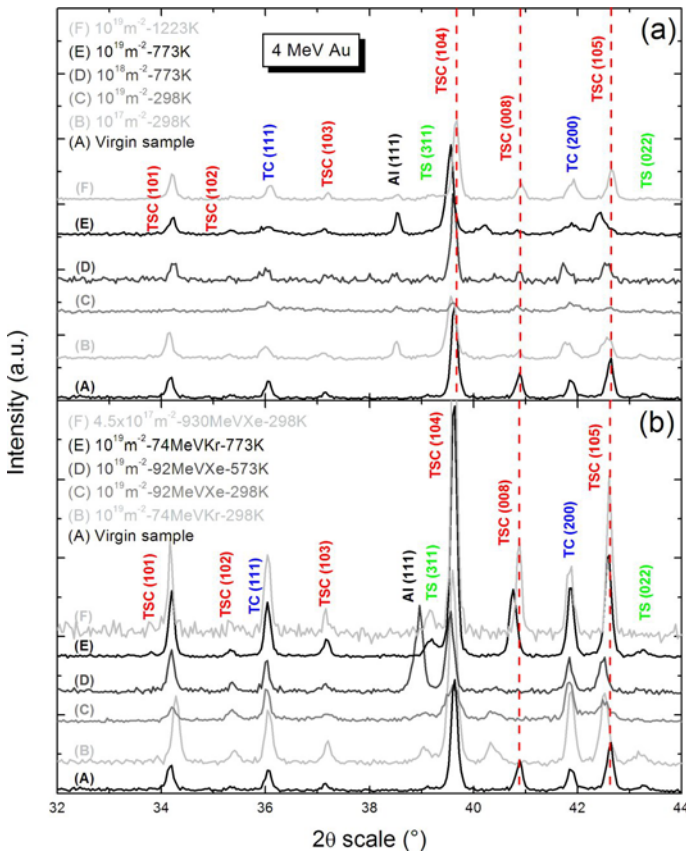 (F) 10¹⁹m⁻²-1223K
(E) 10¹⁹m⁻²-773K
(D) 10¹⁸m⁻²-773K
(C) 10¹⁹m⁻²-298K
(B) 10¹⁷m⁻²-298K
(A) Virgin sample
4 MeV Au
(a)
TSC (101)
TSC (102)
TC (111)
TSC (103)
Al (111)
TS (311)
TSC (104)
TSC (008)
TC (200)
TSC (105)
TS (022)
(F)
(E)
(D)
(C)
(B)
(A)
Intensity (a.u.)
(F) 4.5x10¹⁷m⁻²-930MeVXe-298K
(E) 10¹⁹m⁻²-74MeVKr-773K
(D) 10¹⁹m⁻²-92MeVXe-573K
(C) 10¹⁹m⁻²-92MeVXe-298K
(B) 10¹⁹m⁻²-74MeVKr-298K
(A) Virgin sample
(b)
TSC (101)
TSC (102)
TC (111)
TSC (103)
Al (111)
TS (311)
TSC (104)
TSC (008)
TC (200)
TSC (105)
TS (022)
(F)
(E)
(D)
(C)
(B)
(A)
32 34 36 38 40 42 44
2θ scale (°)